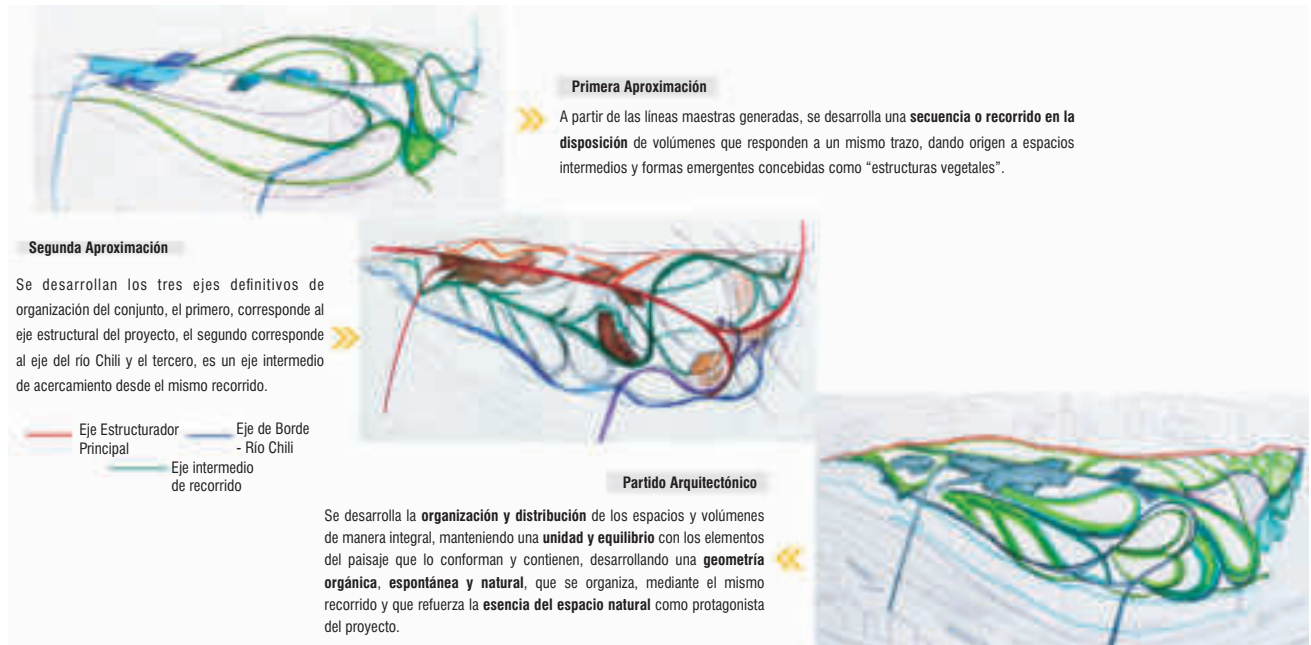 Primera Aproximación
A partir de las líneas maestras generadas, se desarrolla una secuencia o recorrido en la
disposición de volúmenes que responden a un mismo trazo, dando origen a espacios
intermedios y formas emergentes concebidas como “estructuras vegetales”.
Segunda Aproximación
Se desarrollan los tres ejes definitivos de
organización del conjunto, el primero, corresponde al
eje estructural del proyecto, el segundo corresponde
al eje del río Chili y el tercero, es un eje intermedio
de acercamiento desde el mismo recorrido.
Eje Estructurador
Principal
Eje de Borde
- Río Chili
Eje intermedio
de recorrido
Partido Arquitectónico
Se desarrolla la organización y distribución de los espacios y volúmenes
de manera integral, manteniendo una unidad y equilibrio con los elementos
del paisaje que lo conforman y contienen, desarrollando una geometría
orgánica, espontánea y natural, que se organiza, mediante el mismo
recorrido y que refuerza la esencia del espacio natural como protagonista
del proyecto.